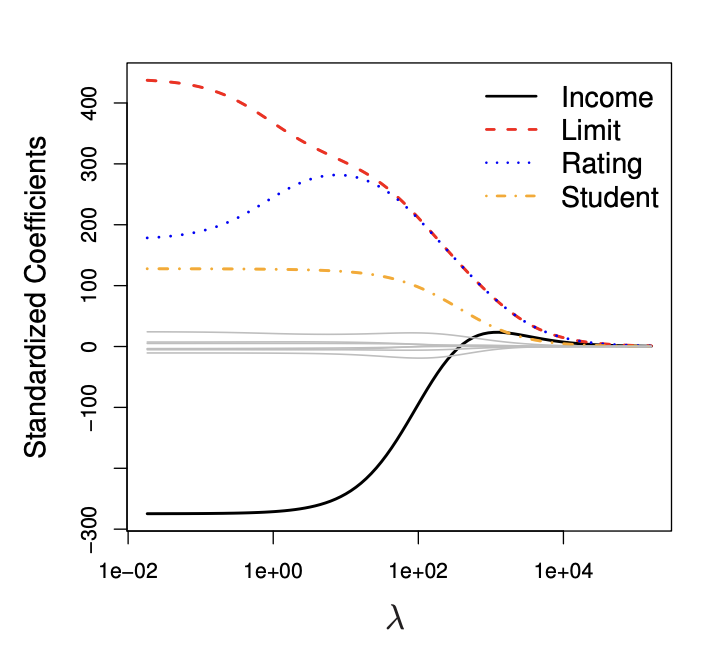 Income
Limit
Rating
Student
Standardized Coefficients
400
300
200
100
0
−100
−300
1e−02
1e+00
1e+02
1e+04
λ